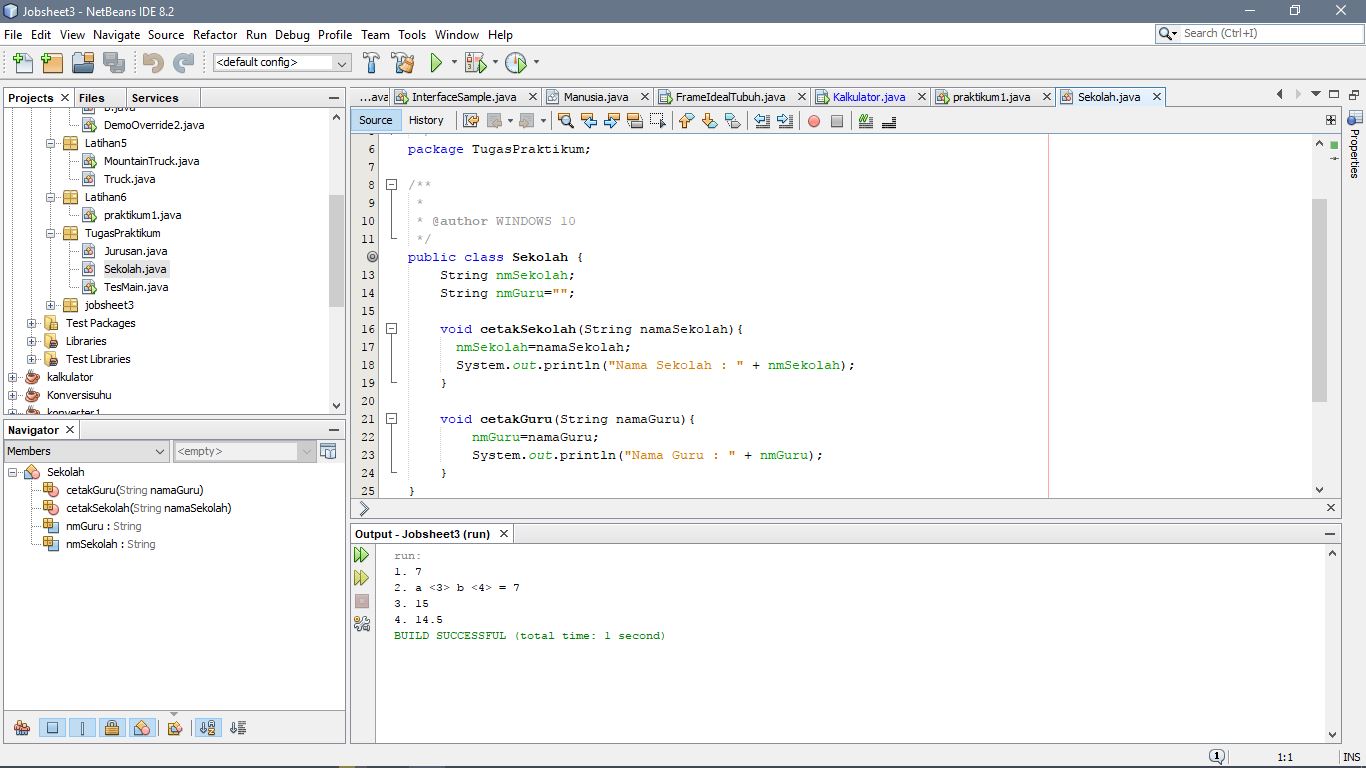 Jobsheet3 - NetBeans IDE 8.2
File Edit View Navigate Source Refactor Run Debug Profile Team Tools Window Help
Search (Ctrl+I)
<default config>
Projects Files Services
B.java
DemoOverride2.java
Latihan5
MountainTruck.java
Truck.java
Latihan6
praktikum1.java
TugasPraktikum
Jurusan.java
Sekolah.java
TesMain.java
jobsheet3
Test Packages
Libraries
Test Libraries
kalkulator
Konversisuhu
konverter1
Navigator
Members <empty>
Sekolah
cetakGuru(String namaGuru)
cetakSekolah(String namaSekolah)
nmGuru : String
nmSekolah : String
...ava InterfaceSample.java Manusia.java FrameIdealTubuh.java Kalkulator.java praktikum1.java Sekolah.java
Source History
6 package TugasPraktikum;
7
8 /**
9 *
10 * @author WINDOWS 10
11 */
public class Sekolah {
13 String nmSekolah;
14 String nmGuru="";
15
16 void cetakSekolah(String namaSekolah){
17 nmSekolah=namaSekolah;
18 System.out.println("Nama Sekolah : " + nmSekolah);
19 }
20
21 void cetakGuru(String namaGuru){
22 nmGuru=namaGuru;
23 System.out.println("Nama Guru : " + nmGuru);
24 }
25 }
Properties
Output - Jobsheet3 (run)
run:
1. 7
2. a <3> b <4> = 7
3. 15
4. 14.5
BUILD SUCCESSFUL (total time: 1 second)
1 1:1 INS